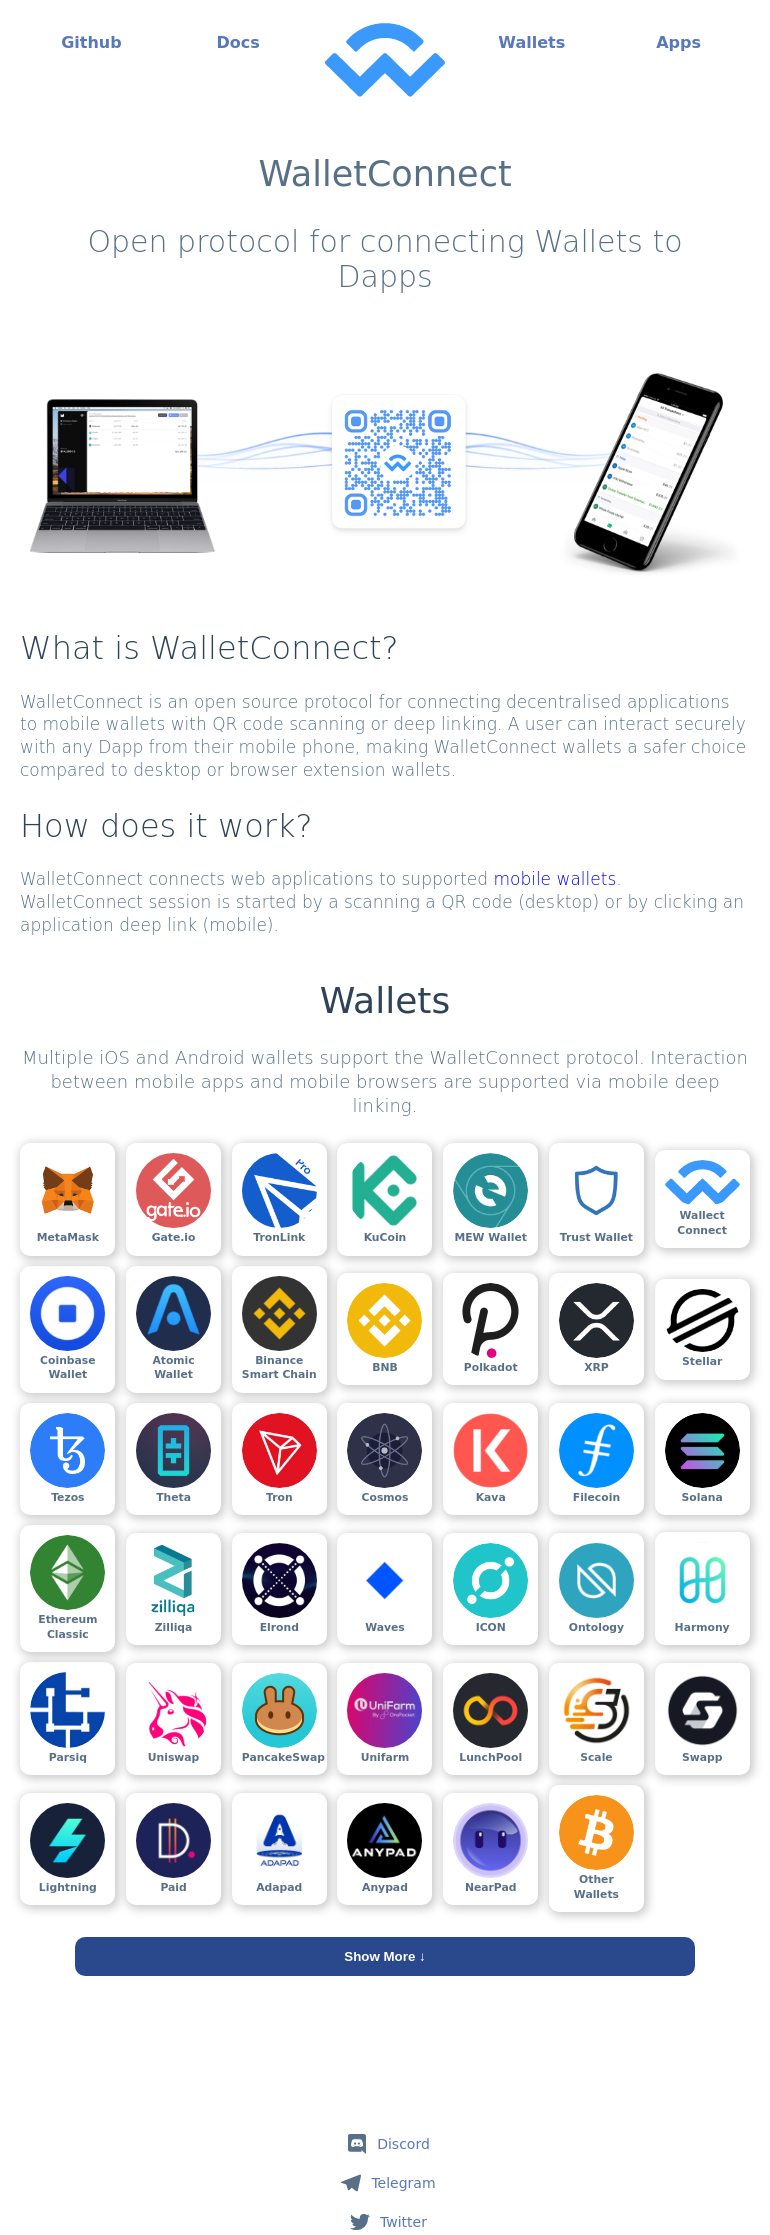 Github
Docs
Wallets
Apps
WalletConnect
Open protocol for connecting Wallets to
Dapps
What is WalletConnect?
WalletConnect is an open source protocol for connecting decentralised applications
to mobile wallets with QR code scanning or deep linking. A user can interact securely
with any Dapp from their mobile phone, making WalletConnect wallets a safer choice
compared to desktop or browser extension wallets.
How does it work?
WalletConnect connects web applications to supported mobile wallets.
WalletConnect session is started by a scanning a QR code (desktop) or by clicking an
application deep link (mobile).
Wallets
Multiple iOS and Android wallets support the WalletConnect protocol. Interaction
between mobile apps and mobile browsers are supported via mobile deep
linking.
MetaMask
gate.io
Gate.io
Pro
TronLink
KuCoin
MEW Wallet
Trust Wallet
Wallect
Connect
Coinbase
Wallet
Atomic
Wallet
Binance
Smart Chain
BNB
Polkadot
XRP
Stellar
Tezos
Theta
Tron
Cosmos
Kava
Filecoin
Solana
Ethereum
Classic
zilliqa
Zilliqa
Elrond
Waves
ICON
Ontology
Harmony
Parsiq
Uniswap
PancakeSwap
UniFarm
By OroPocket
Unifarm
LunchPool
Scale
Swapp
Lightning
Paid
ADAPAD
Adapad
ANYPAD
Anypad
NearPad
Other
Wallets
Show More ↓
Discord
Telegram
Twitter